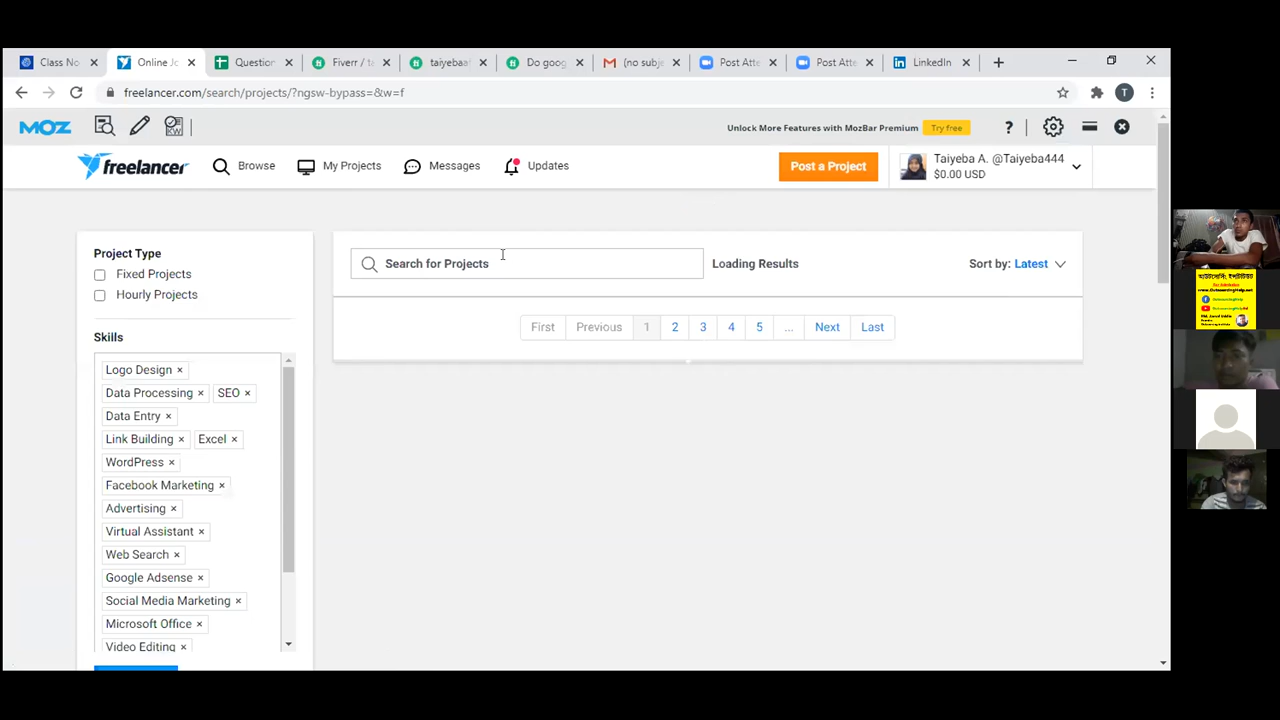 Class No
Online Jo
Question
Fiverr / ta
taiyebaa
Do goog
(no subje
Post Atte
Post Atte
LinkedIn
freelancer.com/search/projects/?ngsw-bypass=&w=f
T
MOZ
KW
Unlock More Features with MozBar Premium
Try free
?
freelancer
Browse
My Projects
Messages
Updates
Post a Project
Taiyeba A. @Taiyeba444
$0.00 USD
Project Type
Fixed Projects
Hourly Projects
Skills
Logo Design ×
Data Processing × SEO ×
Data Entry ×
Link Building × Excel ×
WordPress ×
Facebook Marketing ×
Advertising ×
Virtual Assistant ×
Web Search ×
Google Adsense ×
Social Media Marketing ×
Microsoft Office ×
Video Editing ×
Search for Projects
Loading Results
Sort by: Latest
First Previous 1 2 3 4 5 ... Next Last